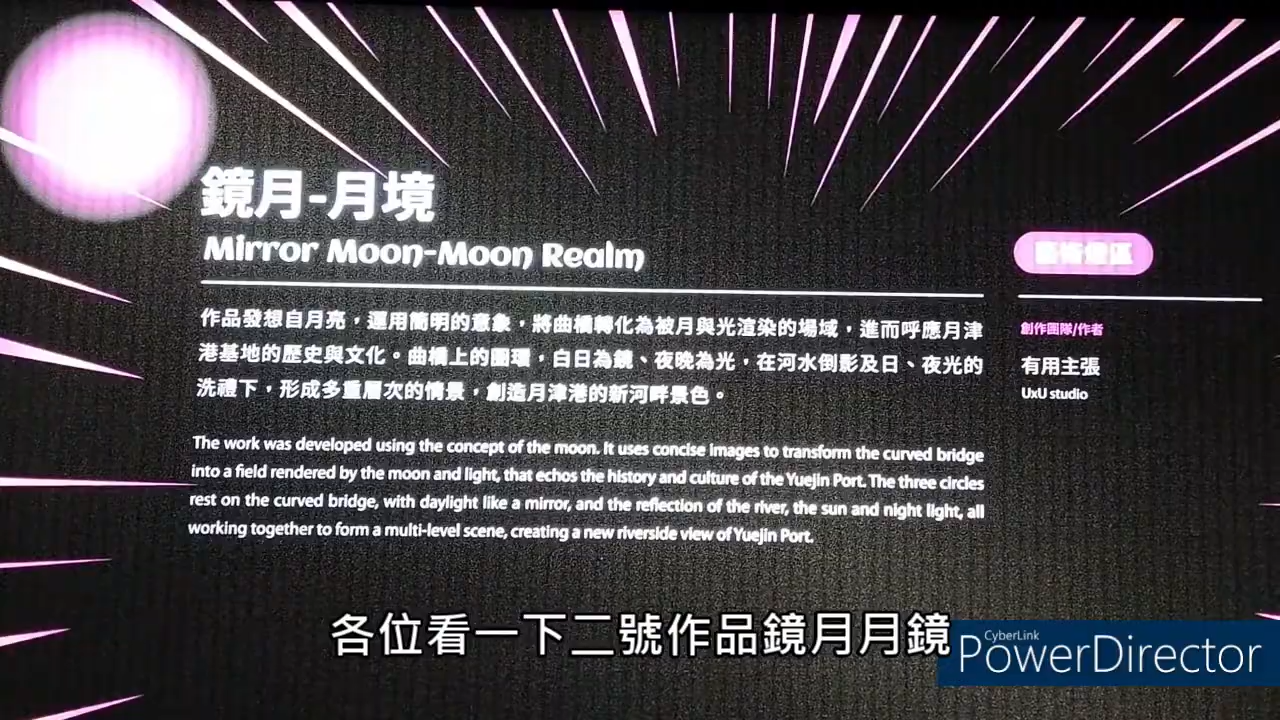 鏡月-月境
Mirror Moon-Moon Realm
藝術燈區
作品發想自月亮，運用簡明的意象，將曲橋轉化為被月與光渲染的場域，進而呼應月津
港基地的歷史與文化。曲橋上的圓環，白日為鏡、夜晚為光，在河水倒影及日、夜光的
洗禮下，形成多重層次的情景，創造月津港的新河畔景色。
創作團隊/作者
有用主張
UxU studio
The work was developed using the concept of the moon. It uses concise images to transform the curved bridge
into a field rendered by the moon and light, that echos the history and culture of the Yuejin Port. The three circles
rest on the curved bridge, with daylight like a mirror, and the reflection of the river, the sun and night light, all
working together to form a multi-level scene, creating a new riverside view of Yuejin Port.
各位看一下二號作品鏡月月鏡
CyberLink
PowerDirector